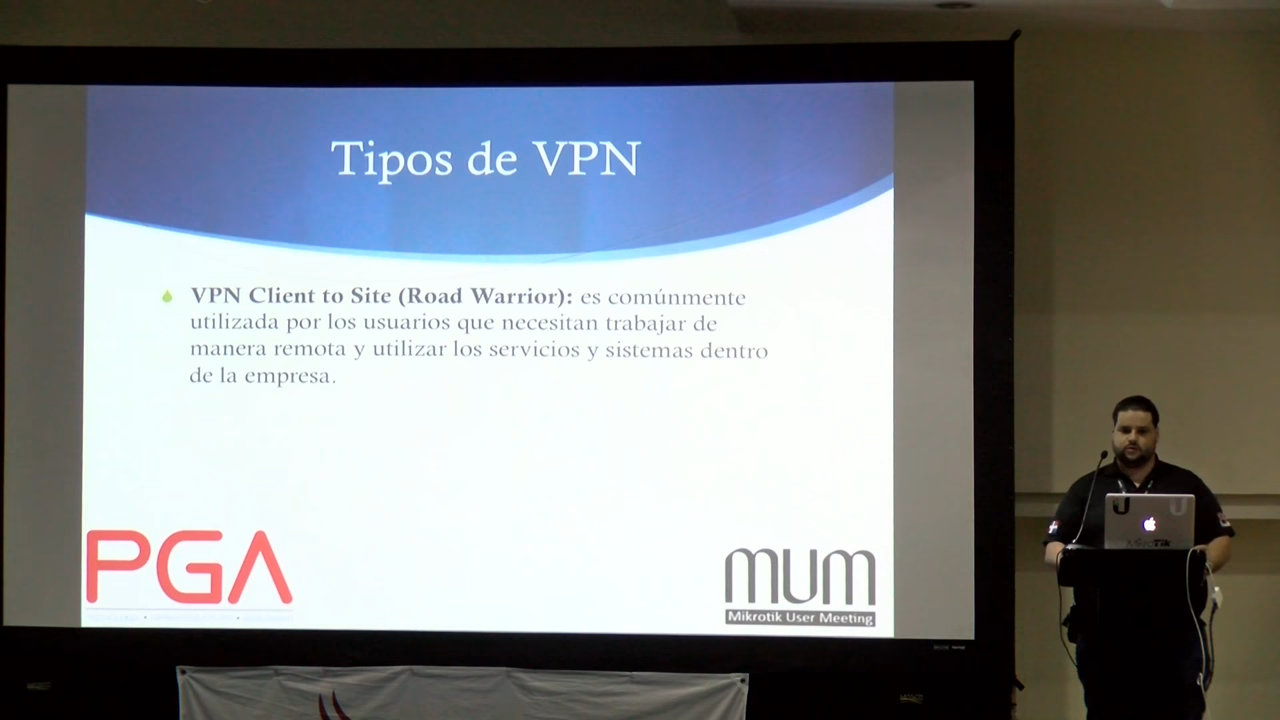 Tipos de VPN
VPN Client to Site (Road Warrior): es comúnmente
utilizada por los usuarios que necesitan trabajar de
manera remota y utilizar los servicios y sistemas dentro
de la empresa.
PGA
mum
Mikrotik User Meeting
MikroTik